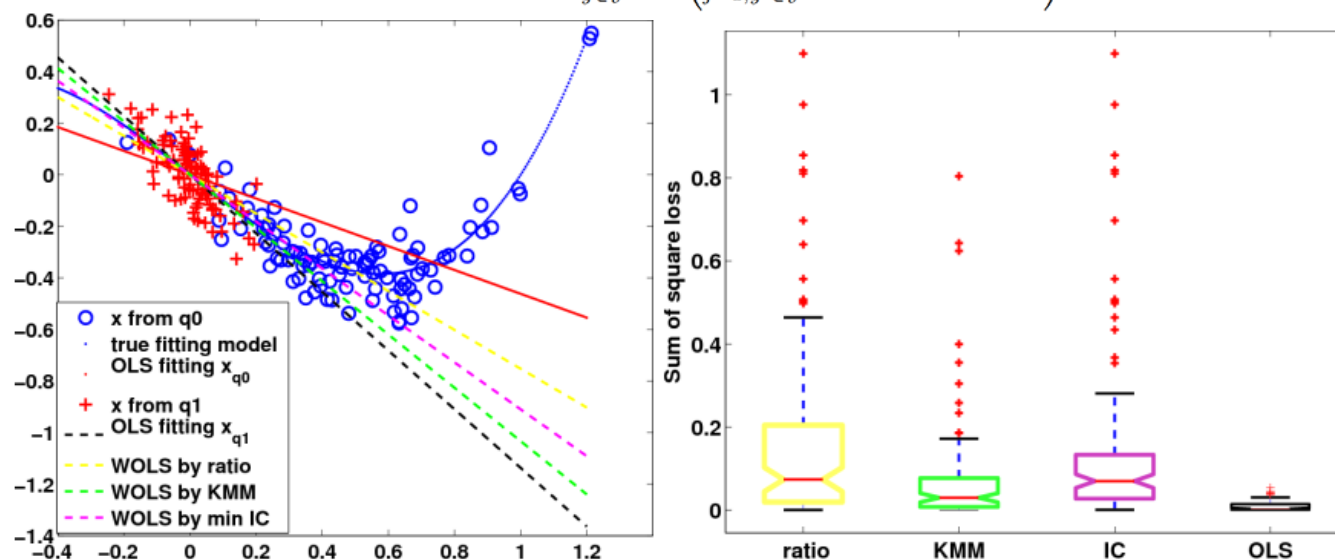 0.6
0.4
0.2
0
−0.2
−0.4
−0.6
−0.8
−1
−1.2
−1.4
x from q0
true fitting model
OLS fitting x_q0
x from q1
OLS fitting x_q1
WOLS by ratio
WOLS by KMM
WOLS by min IC
−0.4 −0.2 0 0.2 0.4 0.6 0.8 1 1.2
Sum of square loss
1
0.8
0.6
0.4
0.2
0
ratio KMM IC OLS